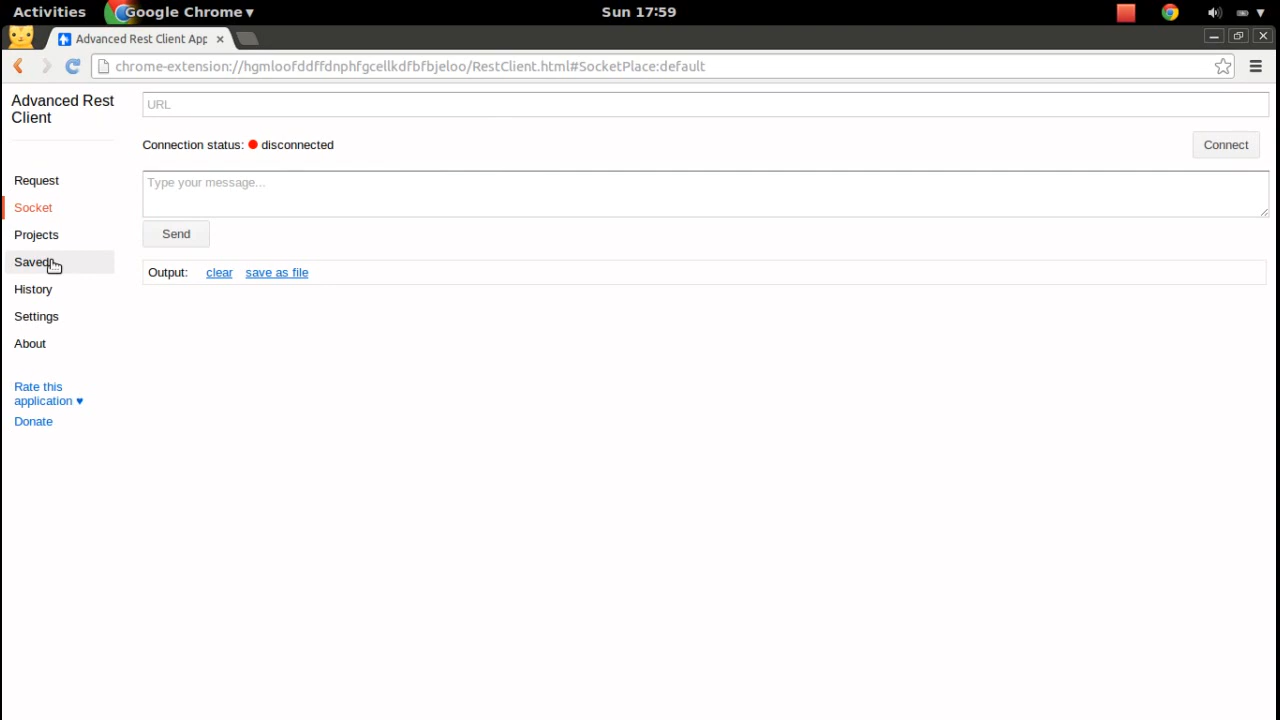 Activities Google Chrome ▾ Sun 17:59
Advanced Rest Client App ×
chrome-extension://hgmloofddffdnphfgcellkdfbfbjeloo/RestClient.html#SocketPlace:default
Advanced Rest
Client
URL
Connection status: disconnected Connect
Type your message...
Send
Output: clear save as file
Request
Socket
Projects
Saved
History
Settings
About
Rate this
application ♥
Donate